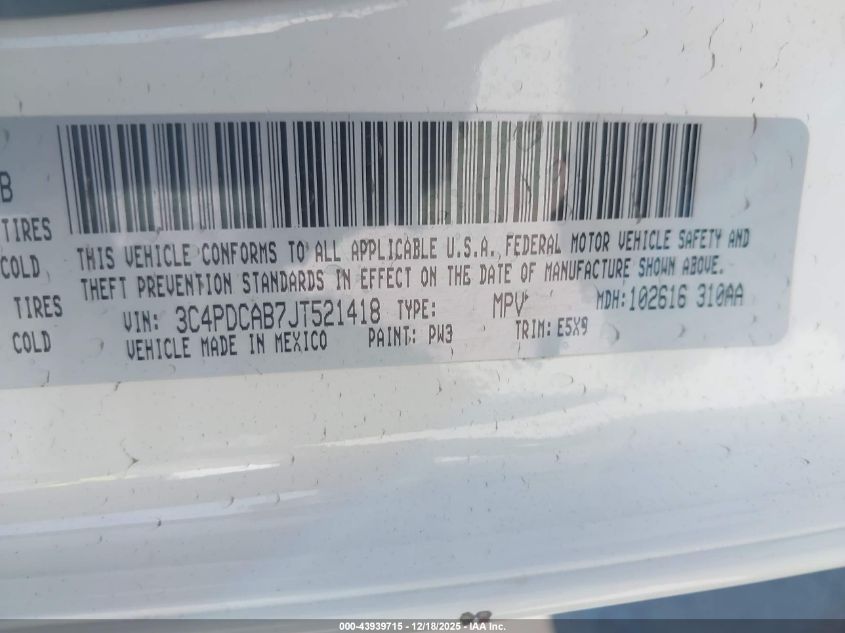 B
TIRES
COLD
TIRES
COLD
THIS VEHICLE CONFORMS TO ALL APPLICABLE U.S.A. FEDERAL MOTOR VEHICLE SAFETY AND
THEFT PREVENTION STANDARDS IN EFFECT ON THE DATE OF MANUFACTURE SHOWN ABOVE.
VIN: 3C4PDCAB7JT521418 TYPE: MPV MDH:102616 310AA
VEHICLE MADE IN MEXICO PAINT: PW3 TRIM: E5X9
000-43939715 - 12/18/2025 - IAA Inc.